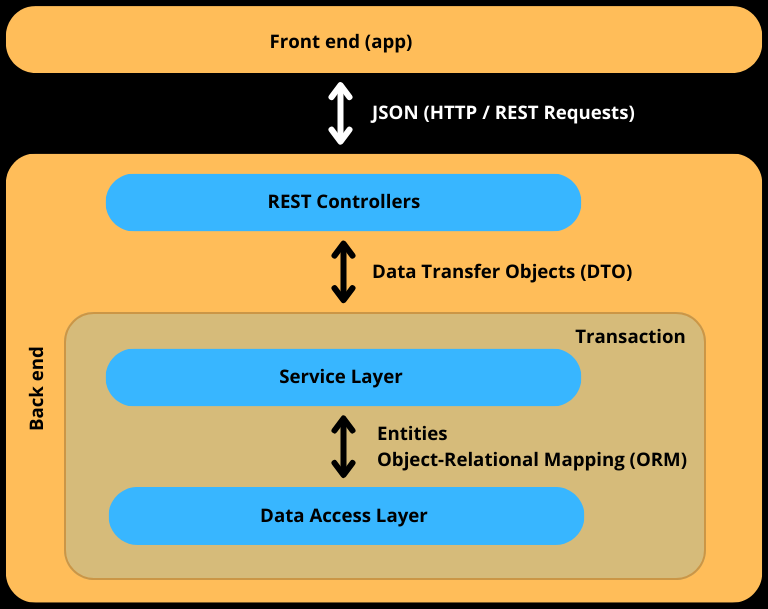 Front end (app)
JSON (HTTP / REST Requests)
REST Controllers
Data Transfer Objects (DTO)
Back end
Transaction
Service Layer
Entities
Object-Relational Mapping (ORM)
Data Access Layer